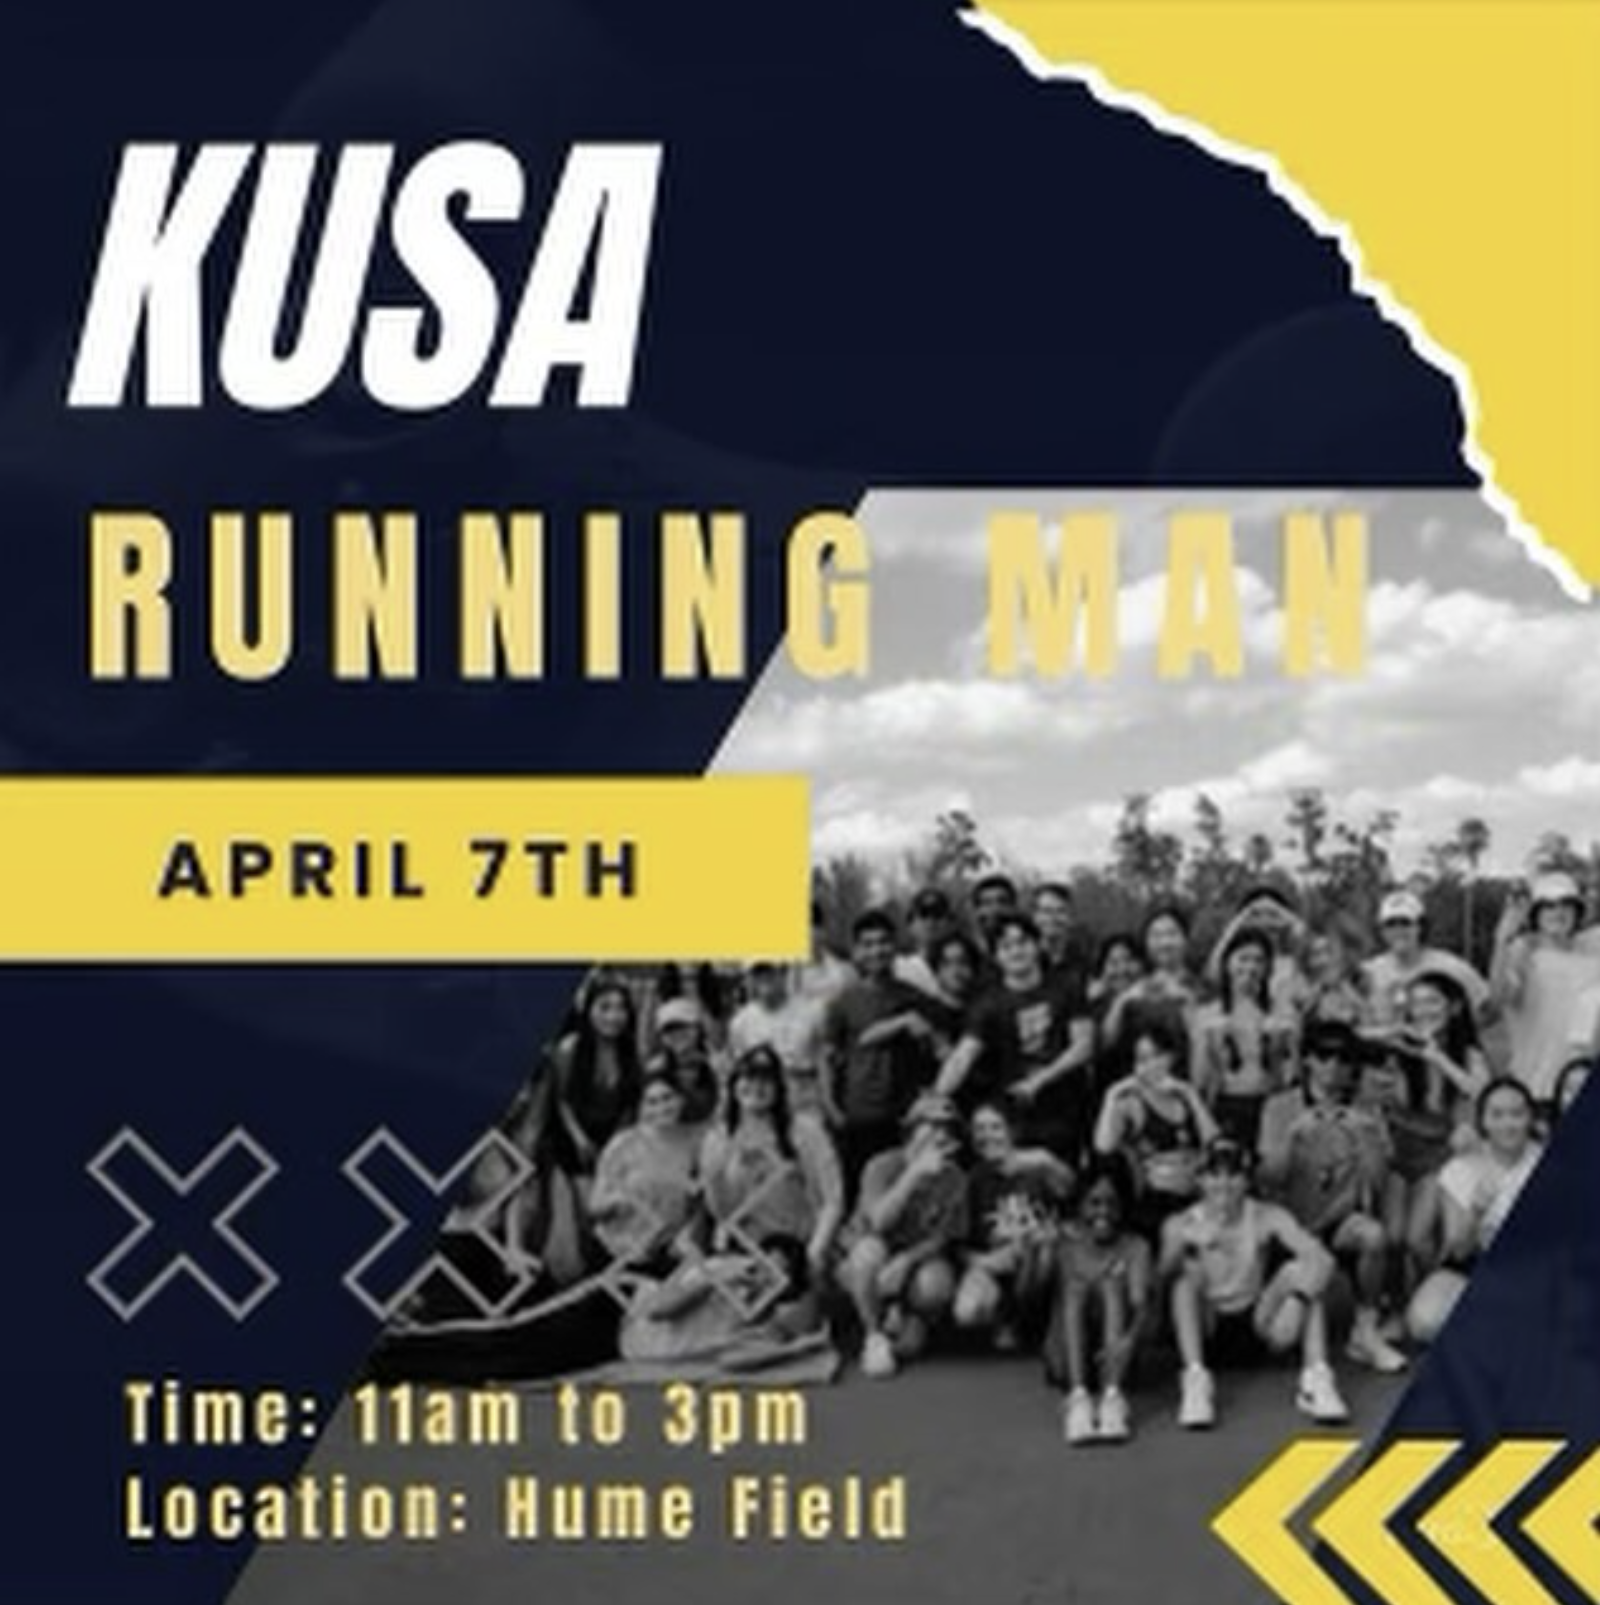 KUSA
RUNNING MAN
APRIL 7TH
Time: 11am to 3pm
Location: Hume Field